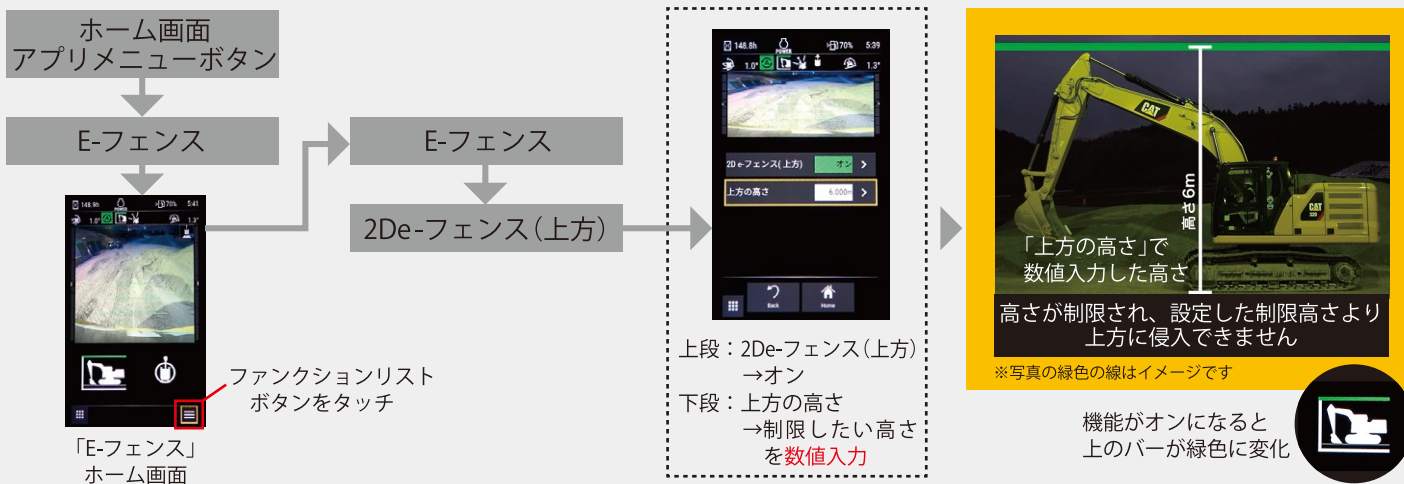 ホーム画面
アプリメニューボタン
E-フェンス
148.9h
POWER
70%
5:41
1.0°
1.3°
ファンクションリスト
ボタンをタッチ
「E-フェンス」
ホーム画面
E-フェンス
2De-フェンス(上方)
148.8h
POWER
70%
5:39
1.0°
1.3°
2D e-フェンス(上方)
オン
上方の高さ
6.000m
Back
Home
上段：2De-フェンス(上方)
→オン
下段：上方の高さ
→制限したい高さ
を数値入力
CAT
高さ6m
CAT
320
「上方の高さ」で
数値入力した高さ
高さが制限され、設定した制限高さより
上方に侵入できません
※写真の緑色の線はイメージです
機能がオンになると
上のバーが緑色に変化